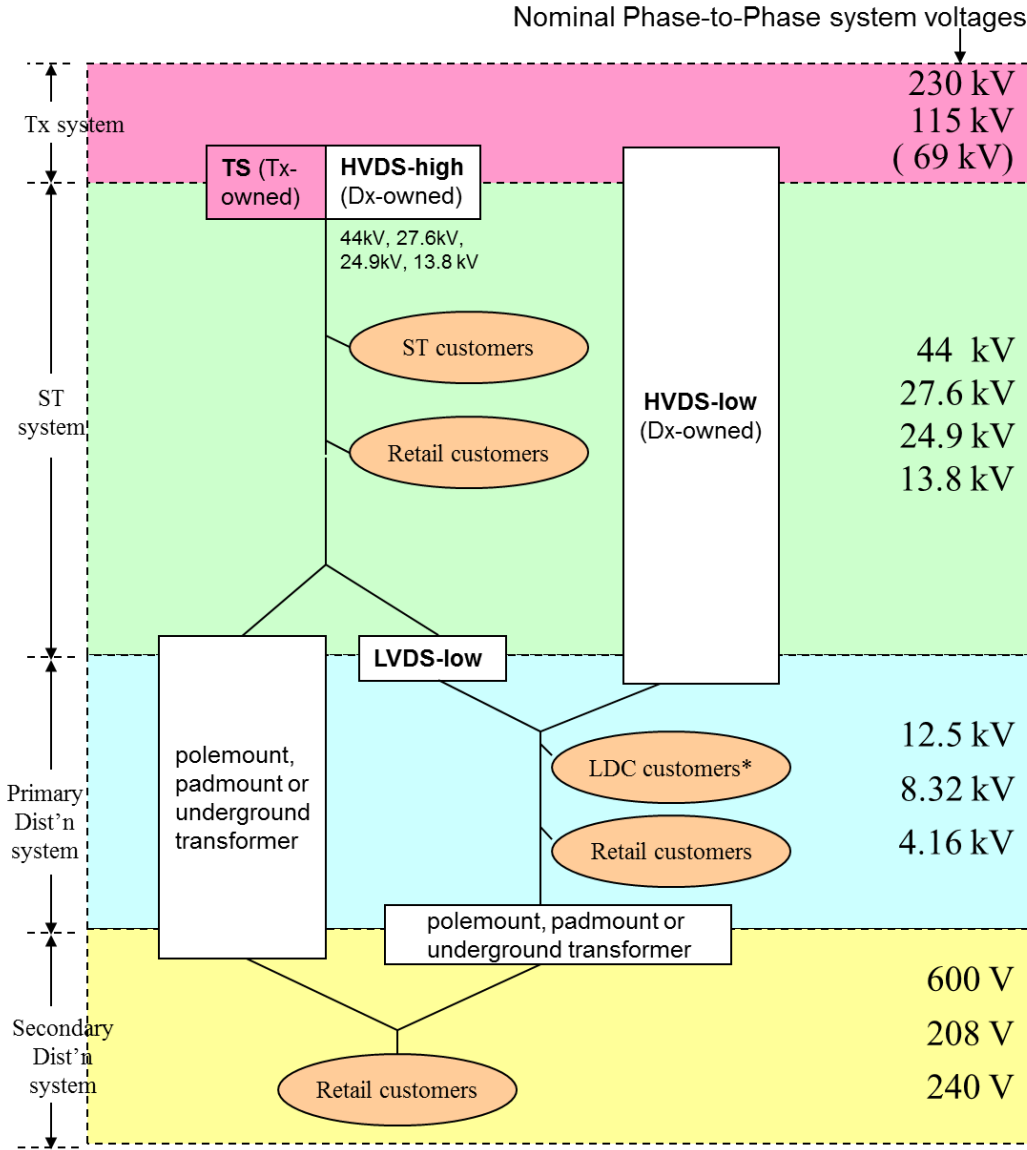 Nominal Phase-to-Phase system voltages
230 kV
115 kV
( 69 kV)
Tx system
TS (Tx-
owned)
HVDS-high
(Dx-owned)
44kV, 27.6kV,
24.9kV, 13.8 kV
ST customers
Retail customers
ST
system
HVDS-low
(Dx-owned)
44 kV
27.6 kV
24.9 kV
13.8 kV
LVDS-low
polemount,
padmount or
underground
transformer
LDC customers*
Retail customers
Primary
Dist’n
system
12.5 kV
8.32 kV
4.16 kV
polemount, padmount or
underground transformer
Secondary
Dist’n
system
600 V
208 V
240 V
Retail customers